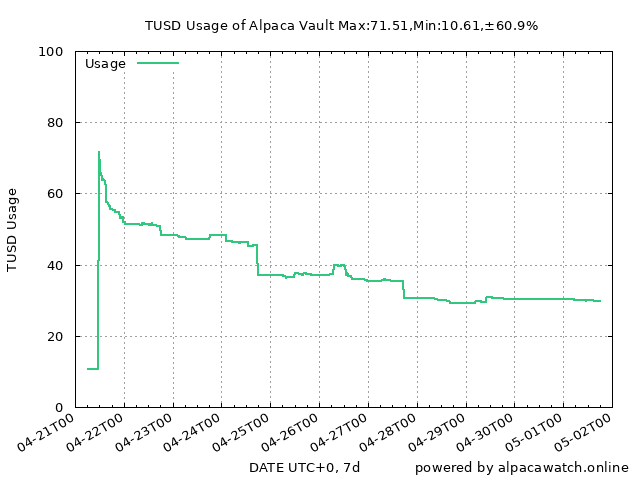 TUSD Usage of Alpaca Vault Max:71.51,Min:10.61,±60.9%
Usage
TUSD Usage
100
80
60
40
20
0
04-21T00
04-22T00
04-23T00
04-24T00
04-25T00
04-26T00
04-27T00
04-28T00
04-29T00
04-30T00
05-01T00
05-02T00
DATE UTC+0, 7d
powered by alpacawatch.online